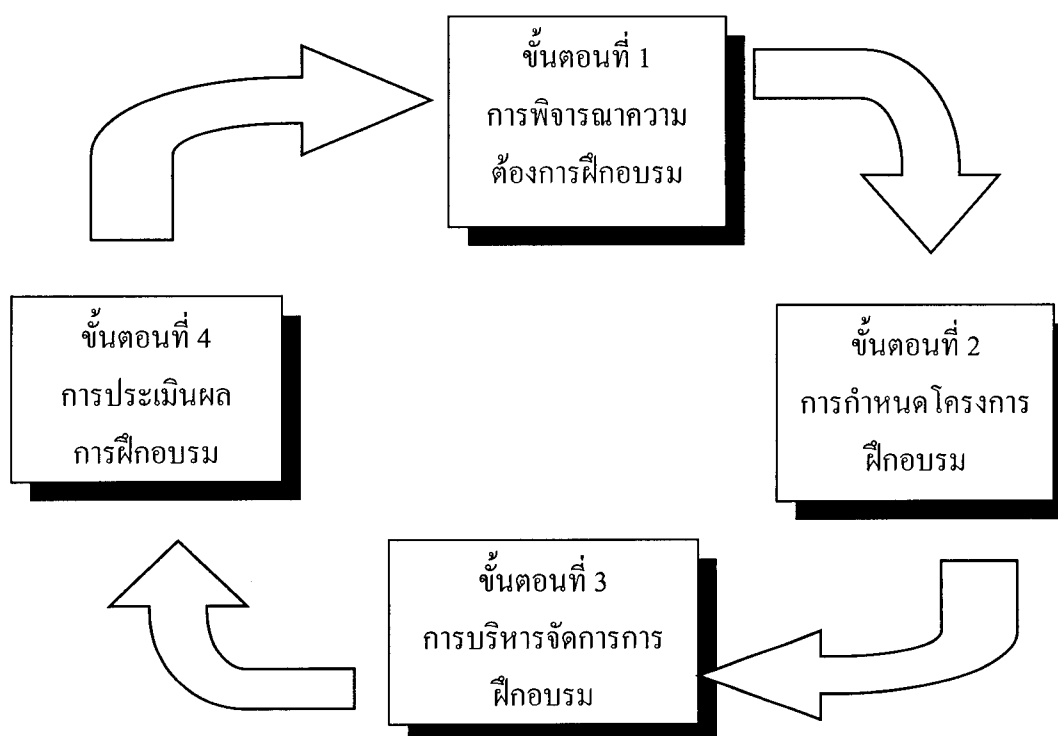 ขั้นตอนที่ 1
การพิจารณาความ
ต้องการฝึกอบรม
ขั้นตอนที่ 2
การกำหนดโครงการ
ฝึกอบรม
ขั้นตอนที่ 3
การบริหารจัดการการ
ฝึกอบรม
ขั้นตอนที่ 4
การประเมินผล
การฝึกอบรม